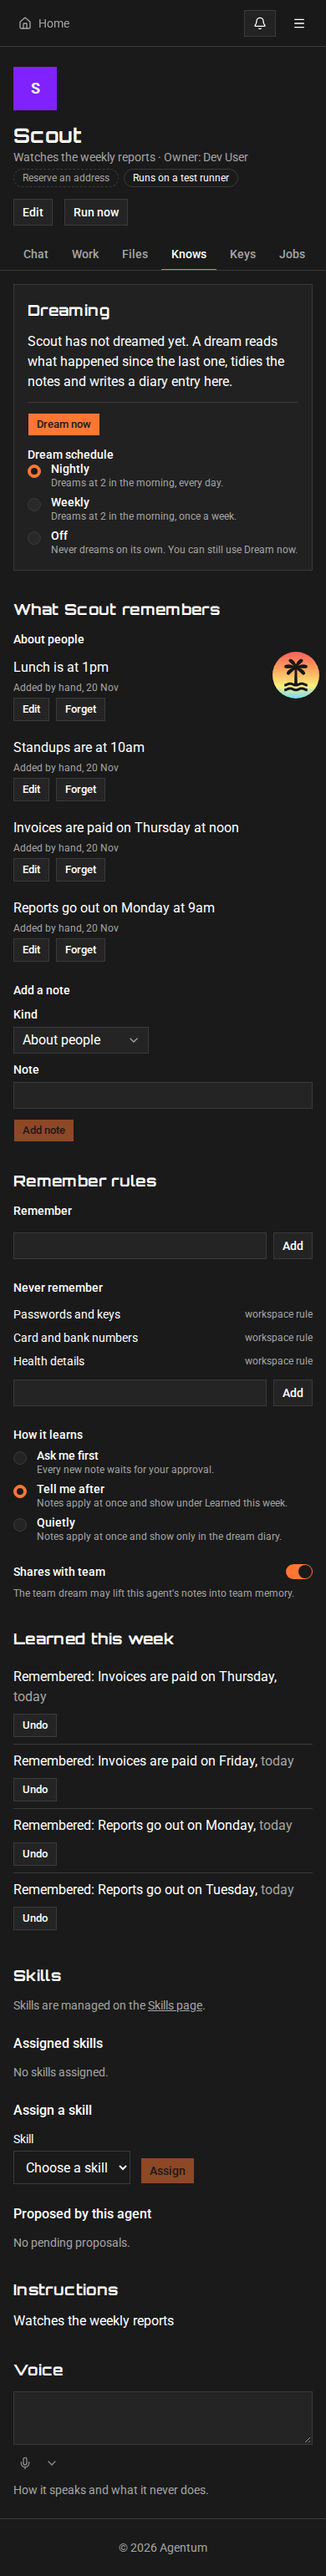 Home
S
Scout
Watches the weekly reports · Owner: Dev User
Reserve an address
Runs on a test runner
Edit
Run now
Chat
Work
Files
Knows
Keys
Jobs
Dreaming
Scout has not dreamed yet. A dream reads
what happened since the last one, tidies the
notes and writes a diary entry here.
Dream now
Dream schedule
Nightly
Dreams at 2 in the morning, every day.
Weekly
Dreams at 2 in the morning, once a week.
Off
Never dreams on its own. You can still use Dream now.
What Scout remembers
About people
Lunch is at 1pm
Added by hand, 20 Nov
Edit
Forget
Standups are at 10am
Added by hand, 20 Nov
Edit
Forget
Invoices are paid on Thursday at noon
Added by hand, 20 Nov
Edit
Forget
Reports go out on Monday at 9am
Added by hand, 20 Nov
Edit
Forget
Add a note
Kind
About people
Note
Add note
Remember rules
Remember
Add
Never remember
Passwords and keys workspace rule
Card and bank numbers workspace rule
Health details workspace rule
Add
How it learns
Ask me first
Every new note waits for your approval.
Tell me after
Notes apply at once and show under Learned this week.
Quietly
Notes apply at once and show only in the dream diary.
Shares with team
The team dream may lift this agent's notes into team memory.
Learned this week
Remembered: Invoices are paid on Thursday,
today
Undo
Remembered: Invoices are paid on Friday, today
Undo
Remembered: Reports go out on Monday, today
Undo
Remembered: Reports go out on Tuesday, today
Undo
Skills
Skills are managed on the Skills page.
Assigned skills
No skills assigned.
Assign a skill
Skill
Choose a skill
Assign
Proposed by this agent
No pending proposals.
Instructions
Watches the weekly reports
Voice
How it speaks and what it never does.
© 2026 Agentum